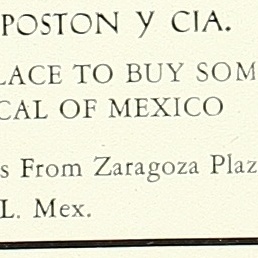 POSTON y CIA.
LACE TO BUY SOM
CAL OF MEXICO
s From Zaragoza Plaz
L. Mex.